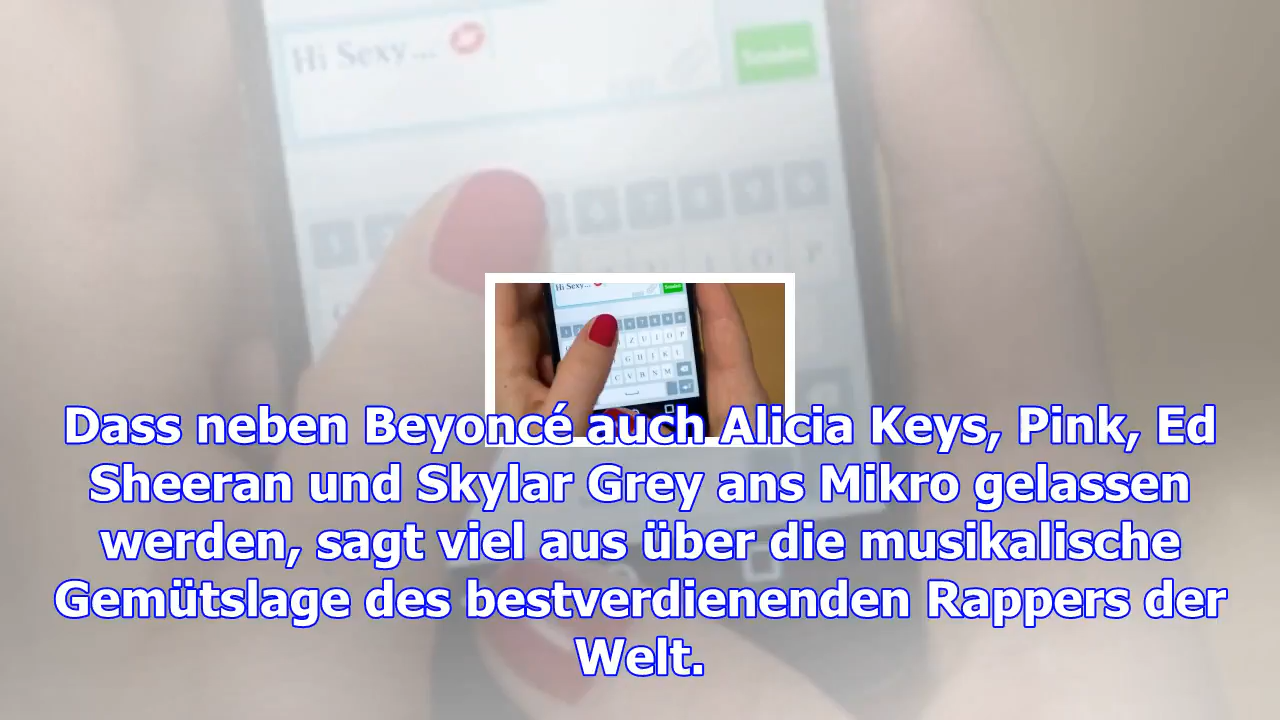 Hi Sexy...
Senden
Hi Sexy...
Senden
Z U I O P
G H J K L
C V B N M
Dass neben Beyoncé auch Alicia Keys, Pink, Ed
Sheeran und Skylar Grey ans Mikro gelassen
werden, sagt viel aus über die musikalische
Gemütslage des bestverdienenden Rappers der
Welt.